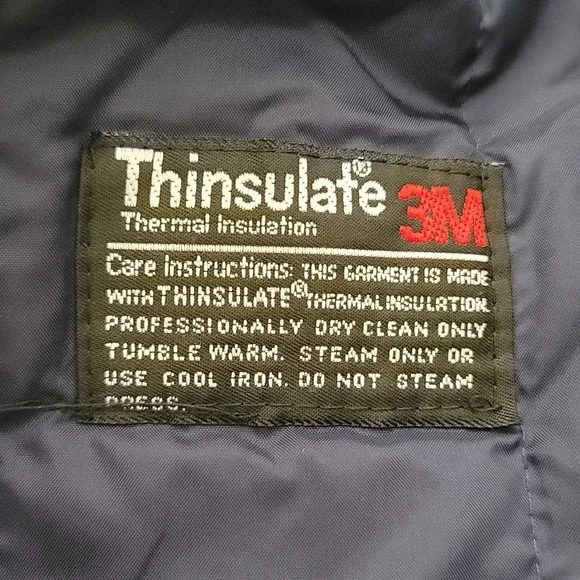 Thinsulate® 3M
Thermal Insulation
Care Instructions: THIS GARMENT IS MADE
WITH THINSULATE® THERMAL INSULATION.
PROFESSIONALLY DRY CLEAN ONLY
TUMBLE WARM. STEAM ONLY OR
USE COOL IRON. DO NOT STEAM
PRESS.